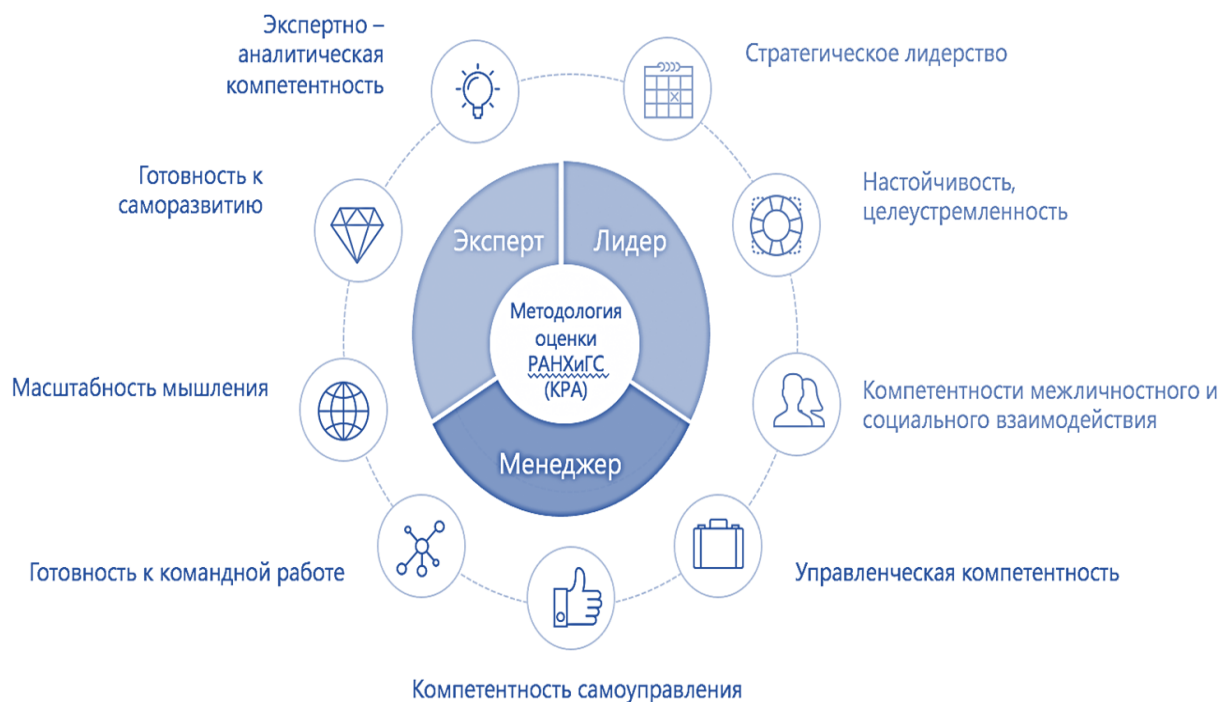 Экспертно –
аналитическая
компетентность
Стратегическое лидерство
Готовность к
саморазвитию
Настойчивость,
целеустремленность
Эксперт
Лидер
Методология
оценки
РАНХиГС
(КРА)
Масштабность мышления
Компетентности межличностного и
социального взаимодействия
Менеджер
Готовность к командной работе
Управленческая компетентность
Компетентность самоуправления